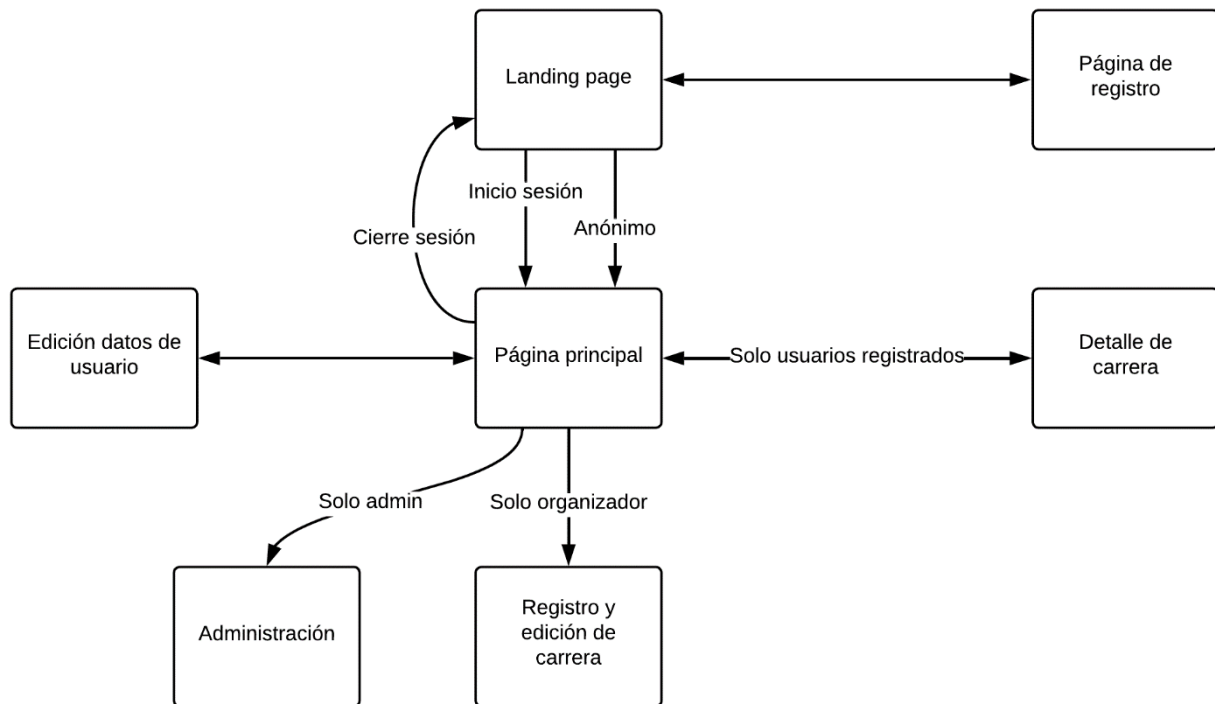 Landing page
Página de
registro
Inicio sesión
Anónimo
Cierre sesión
Edición datos de
usuario
Página principal
Solo usuarios registrados
Detalle de
carrera
Solo admin
Solo organizador
Administración
Registro y
edición de
carrera